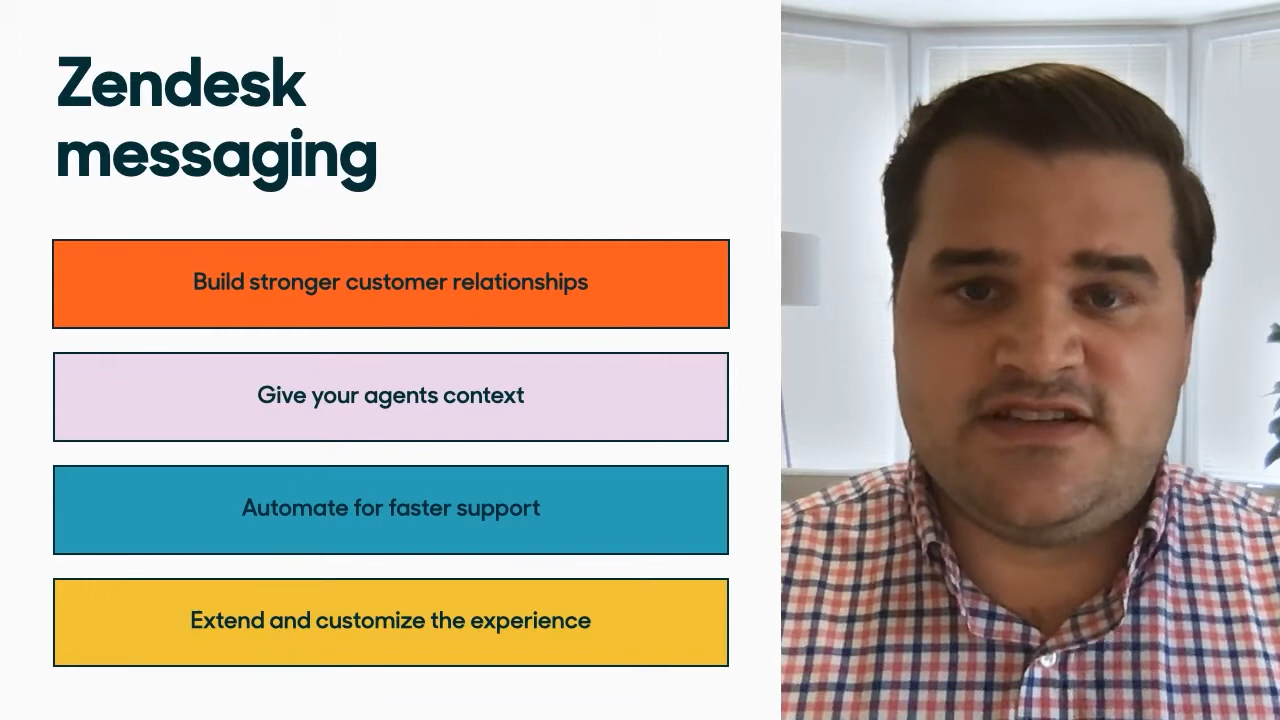 Zendesk
messaging
Build stronger customer relationships
Give your agents context
Automate for faster support
Extend and customize the experience